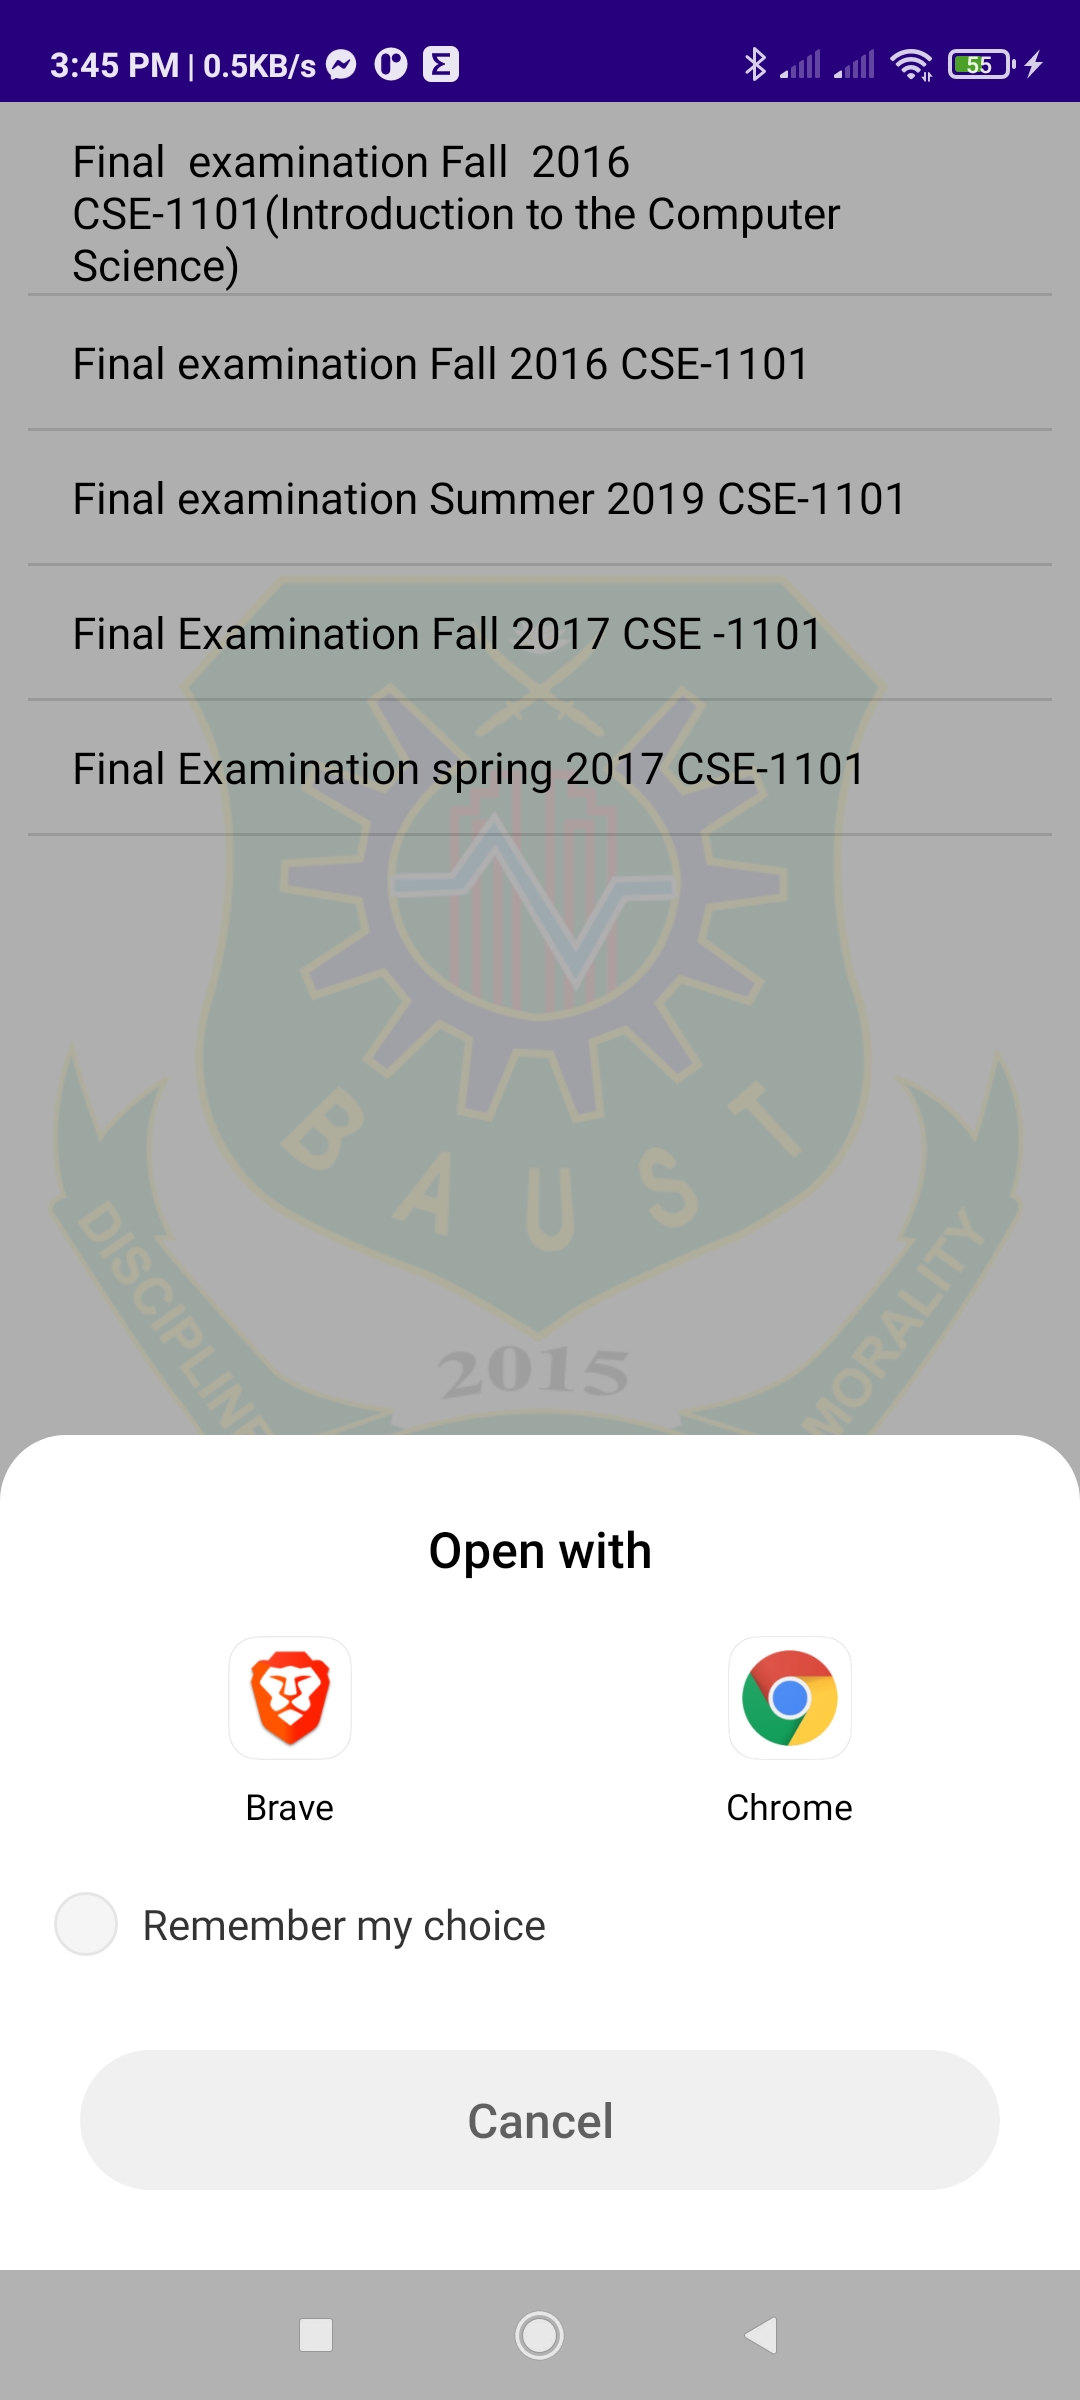 3:45 PM | 0.5KB/s
55
Final  examination Fall  2016
CSE-1101(Introduction to the Computer
Science)
Final examination Fall 2016 CSE-1101
Final examination Summer 2019 CSE-1101
Final Examination Fall 2017 CSE -1101
Final Examination spring 2017 CSE-1101
BAUST
DISCIPLINE
MORALITY
2015
Open with
Brave
Chrome
Remember my choice
Cancel